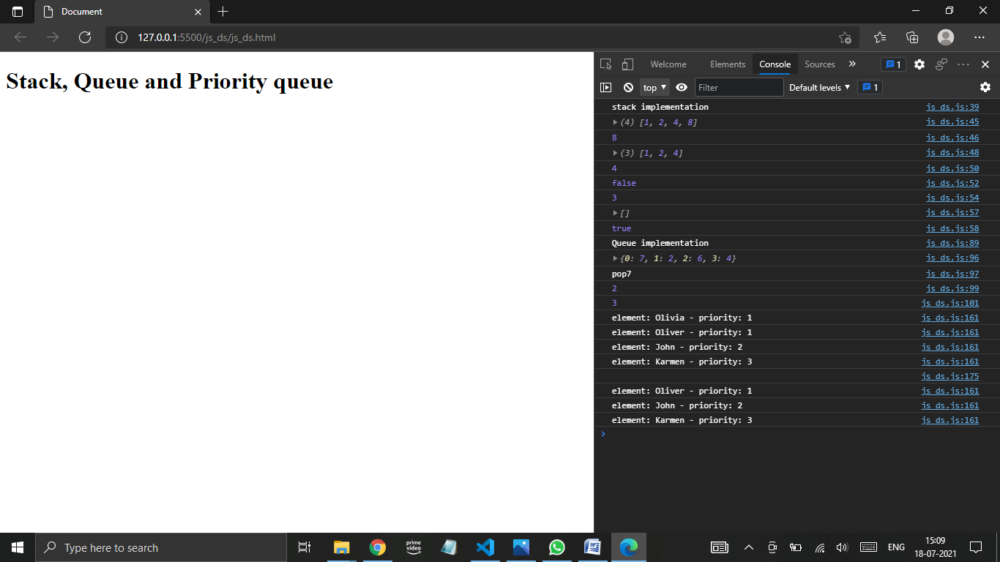 Document
127.0.0.1:5500/js_ds/js_ds.html
Stack, Queue and Priority queue
Welcome Elements Console Sources » 1
top ▼ Filter Default levels ▼ 1
stack implementation js_ds.js:39
(4) [1, 2, 4, 8] js_ds.js:45
8 js_ds.js:46
(3) [1, 2, 4] js_ds.js:48
4 js_ds.js:50
false js_ds.js:52
3 js_ds.js:54
[] js_ds.js:57
true js_ds.js:58
Queue implementation js_ds.js:89
{0: 7, 1: 2, 2: 6, 3: 4} js_ds.js:96
pop7 js_ds.js:97
2 js_ds.js:99
3 js_ds.js:101
element: Olivia - priority: 1 js_ds.js:161
element: Oliver - priority: 1 js_ds.js:161
element: John - priority: 2 js_ds.js:161
element: Karmen - priority: 3 js_ds.js:161
js_ds.js:175
element: Oliver - priority: 1 js_ds.js:161
element: John - priority: 2 js_ds.js:161
element: Karmen - priority: 3 js_ds.js:161
Type here to search
prime
video
ENG
15:09
18-07-2021